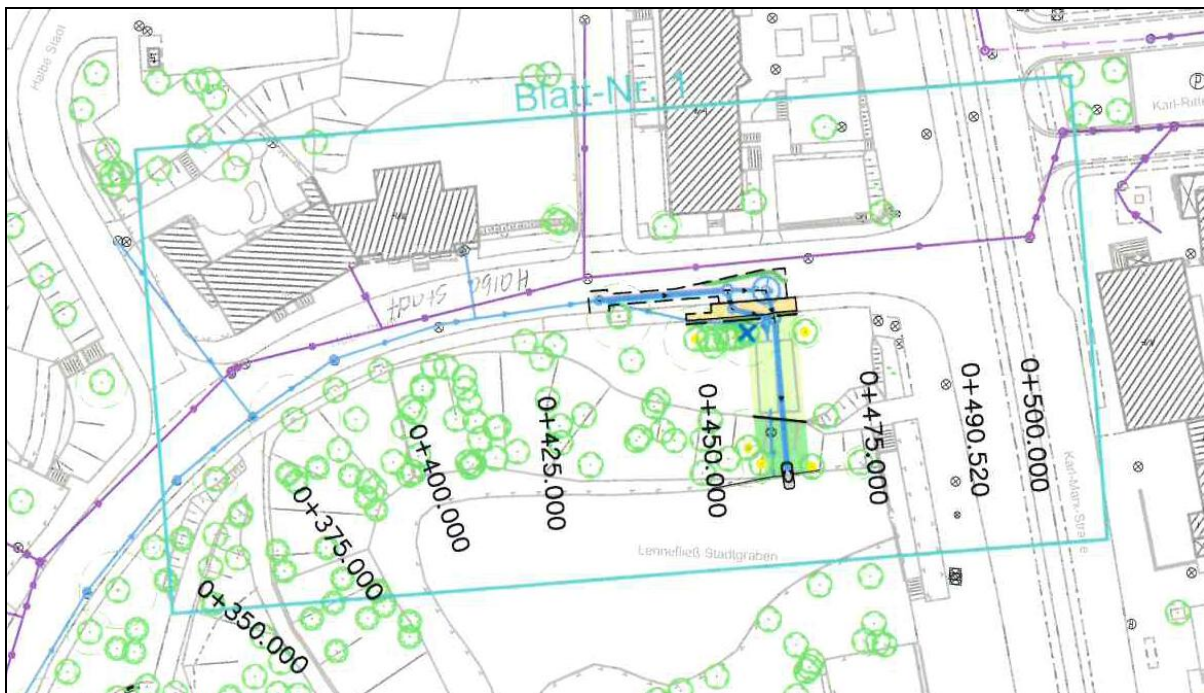 Halbe Stadt
Blatt-Nr. 1
Karl-
Halbe
Stadt
0+350.000
0+375.000
0+400.000
0+425.000
0+450.000
0+475.000
0+490.520
0+500.000
Karl-Marx-Straße
Lennefließ Stadtgraben